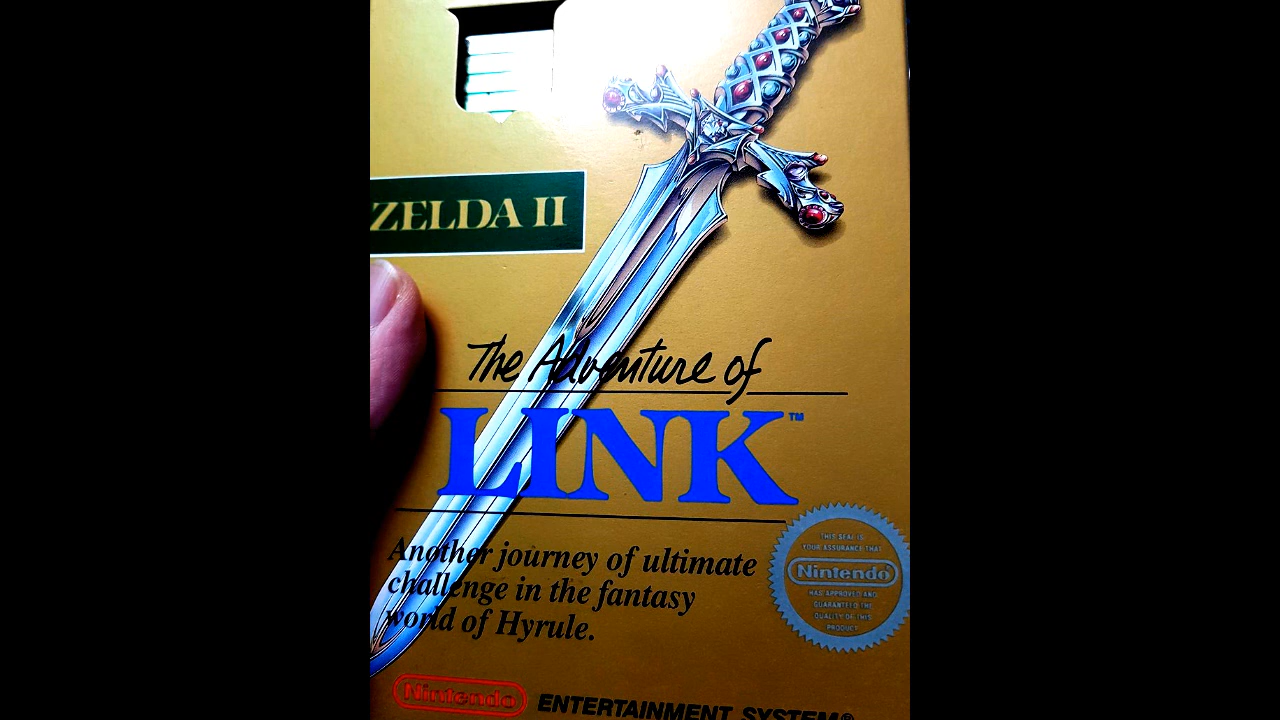 ZELDA II
The Adventure of
LINK™
Another journey of ultimate
challenge in the fantasy
world of Hyrule.
THIS SEAL IS
YOUR ASSURANCE THAT
Nintendo
HAS APPROVED AND
GUARANTEED THE
QUALITY OF THIS
PRODUCT
Nintendo ENTERTAINMENT SYSTEM®